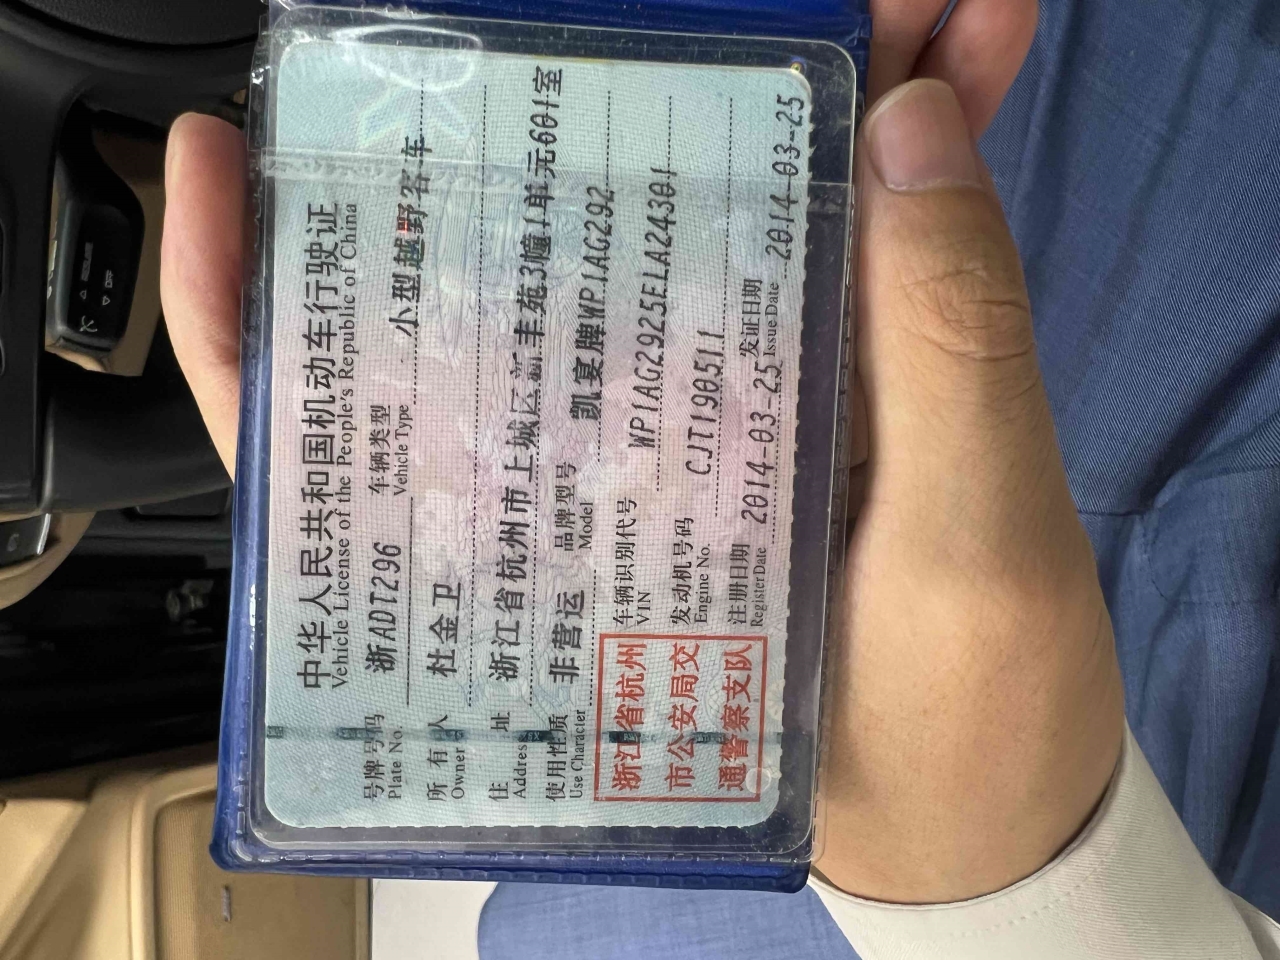 中华人民共和国机动车行驶证
Vehicle License of the People's Republic of China
号牌号码 浙ADT296 车辆类型 小型越野客车
Plate No. Vehicle Type
所有人 杜金卫
Owner
住址 浙江省杭州市上城区新丰苑3幢1单元601室
Address
使用性质 非营运 品牌型号 凯宴牌WP1AG292
Use Character Model
浙江省杭州
市公安局交
通警察支队
车辆识别代号 WP1AG2925ELA24301
VIN
发动机号码 CJT190511
Engine No.
注册日期 2014-03-25 发证日期 2014-03-25
Register Date Issue Date
OFF